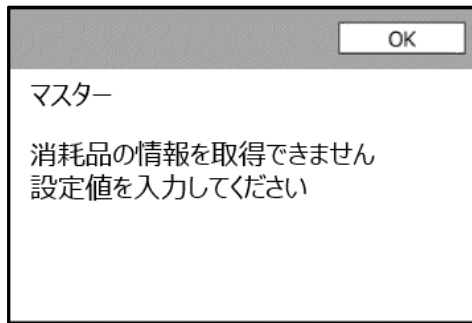 OK
マスター
消耗品の情報を取得できません
設定値を入力してください